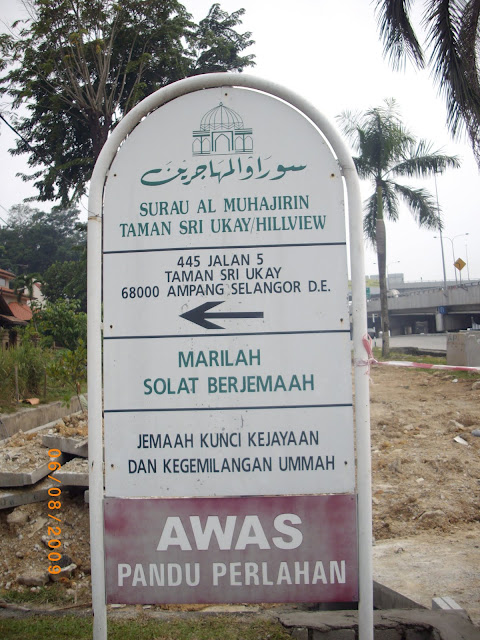 سوراو المهاجرين
SURAU AL MUHAJIRIN
TAMAN SRI UKAY/HILLVIEW
445 JALAN 5
TAMAN SRI UKAY
68000 AMPANG SELANGOR D.E.
MARILAH
SOLAT BERJEMAAH
JEMAAH KUNCI KEJAYAAN
DAN KEGEMILANGAN UMMAH
AWAS
PANDU PERLAHAN
06/08/2009